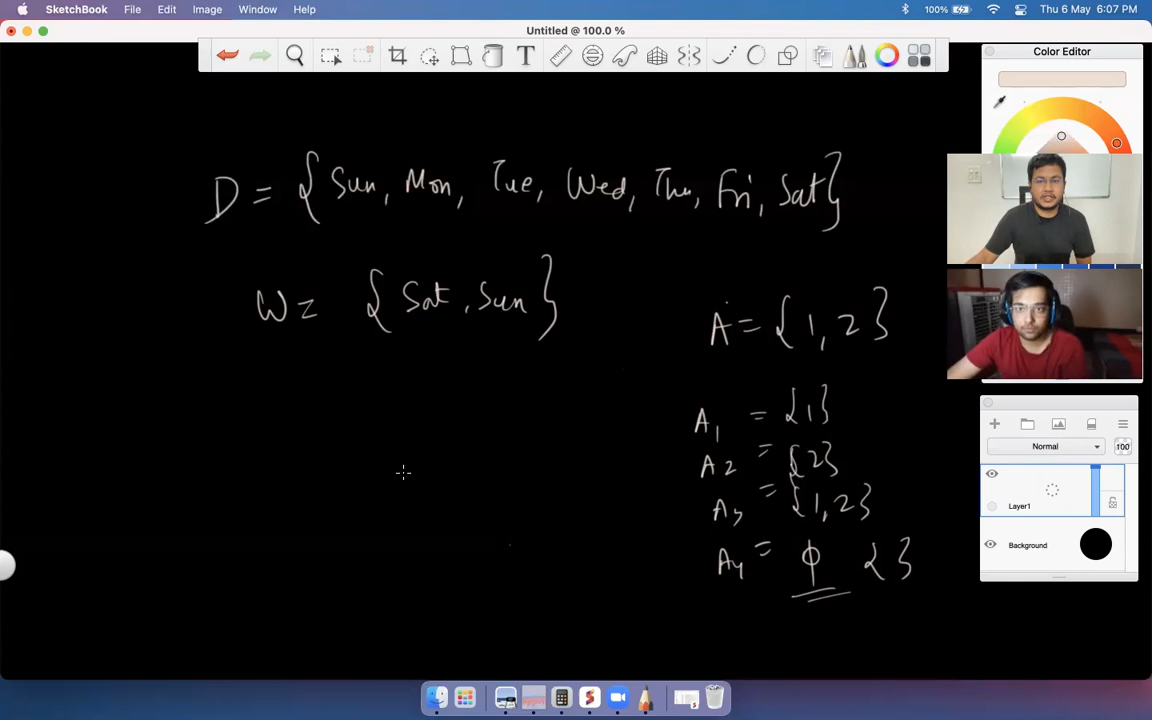 SketchBook File Edit Image Window Help 100% Thu 6 May 6:07 PM
Untitled @ 100.0 %
Color Editor
D = {Sun, Mon, Tue, Wed, Thu, Fri, Sat}
W = {Sat, Sun}
A = {1, 2}
A1 = {1}
A2 = {2}
A3 = {1, 2}
A4 = ϕ { }
Normal 100
Layer1
Background